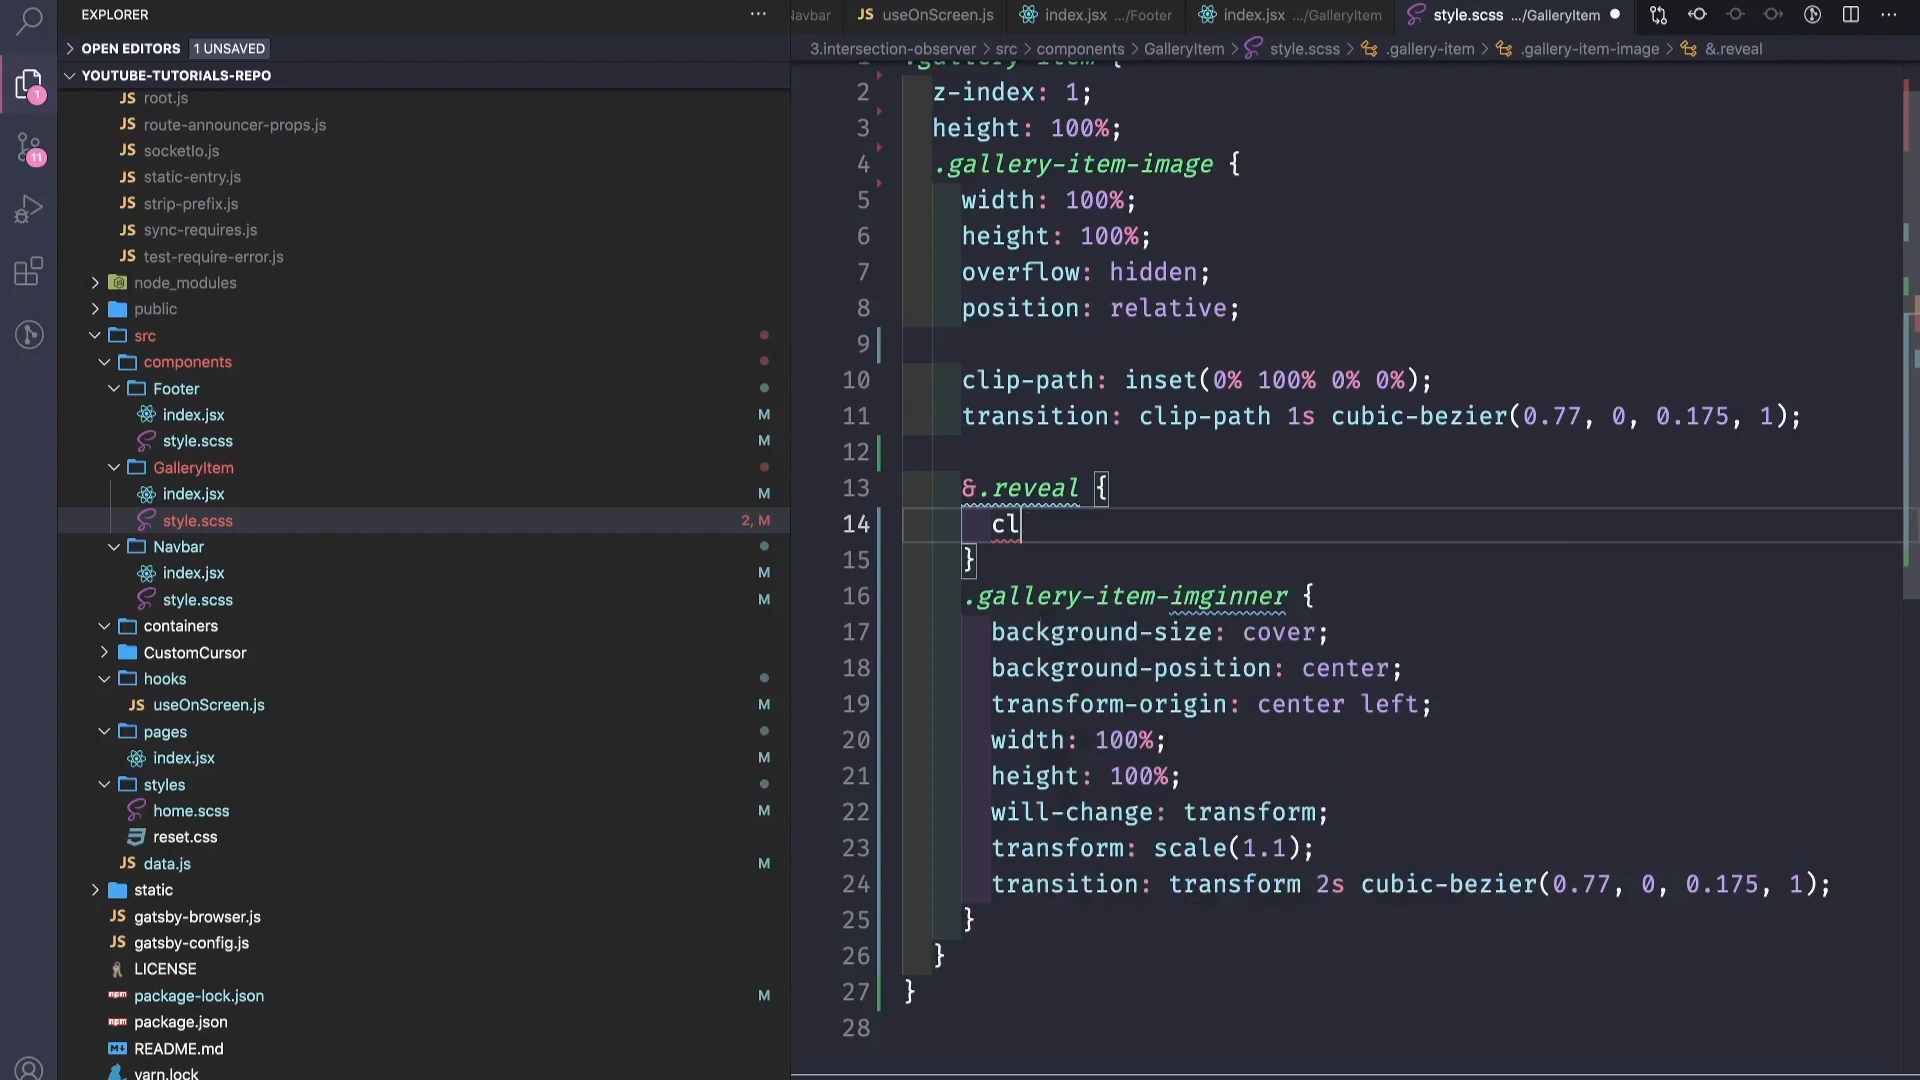 EXPLORER
OPEN EDITORS 1 UNSAVED
YOUTUBE-TUTORIALS-REPO
JS root.js
JS route-announcer-props.js
JS socketIo.js
JS static-entry.js
JS strip-prefix.js
JS sync-requires.js
JS test-require-error.js
node_modules
public
src
components
Footer
index.jsx M
style.scss M
GalleryItem
index.jsx M
style.scss 2, M
Navbar
index.jsx M
style.scss M
containers
CustomCursor
hooks
JS useOnScreen.js M
pages
index.jsx M
styles
home.scss M
reset.css
JS data.js M
static
JS gatsby-browser.js
JS gatsby-config.js
LICENSE
npm package-lock.json M
npm package.json
README.md
yarn.lock
1
11
Navbar JS useOnScreen.js index.jsx .../Footer index.jsx .../GalleryItem style.scss .../GalleryItem
3.intersection-observer > src > components > GalleryItem > style.scss > .gallery-item > .gallery-item-image > &.reveal
1 .gallery-item {
2 z-index: 1;
3 height: 100%;
4 .gallery-item-image {
5 width: 100%;
6 height: 100%;
7 overflow: hidden;
8 position: relative;
9
10 clip-path: inset(0% 100% 0% 0%);
11 transition: clip-path 1s cubic-bezier(0.77, 0, 0.175, 1);
12
13 &.reveal {
14 cl
15 }
16 .gallery-item-imginner {
17 background-size: cover;
18 background-position: center;
19 transform-origin: center left;
20 width: 100%;
21 height: 100%;
22 will-change: transform;
23 transform: scale(1.1);
24 transition: transform 2s cubic-bezier(0.77, 0, 0.175, 1);
25 }
26 }
27 }
28